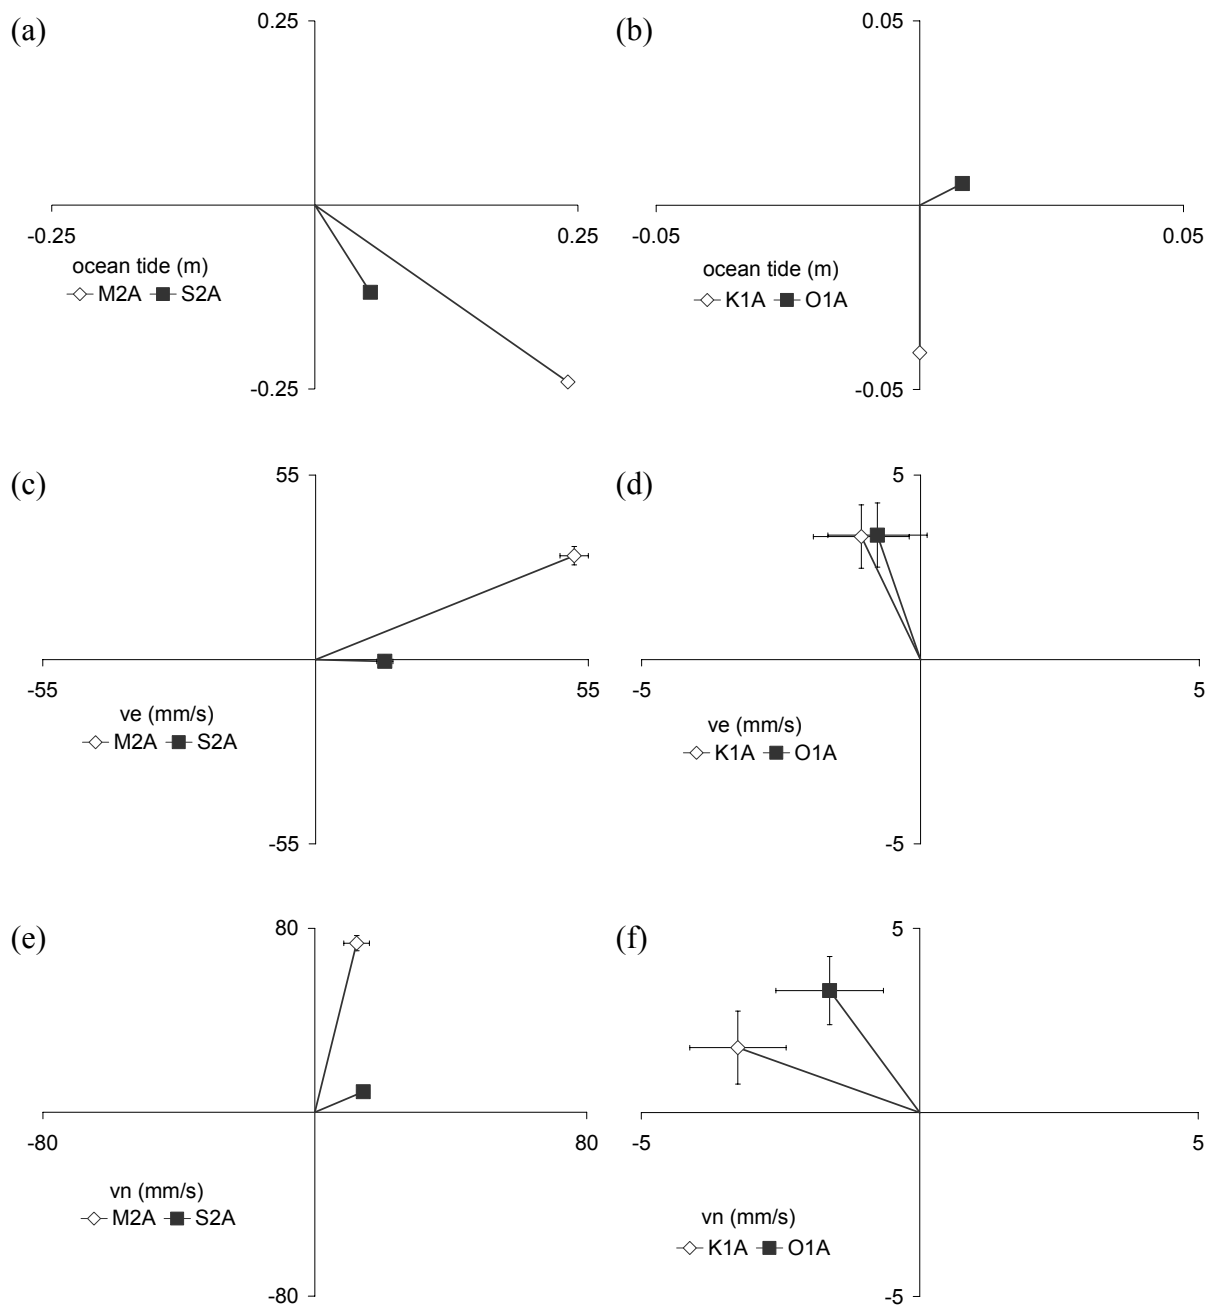 (a)
0.25
-0.25
0.25
ocean tide (m)
M2A S2A
-0.25
(b)
0.05
-0.05
0.05
ocean tide (m)
K1A O1A
-0.05
(c)
55
-55
55
ve (mm/s)
M2A S2A
-55
(d)
5
-5
5
ve (mm/s)
K1A O1A
-5
(e)
80
-80
80
vn (mm/s)
M2A S2A
-80
(f)
5
-5
5
vn (mm/s)
K1A O1A
-5